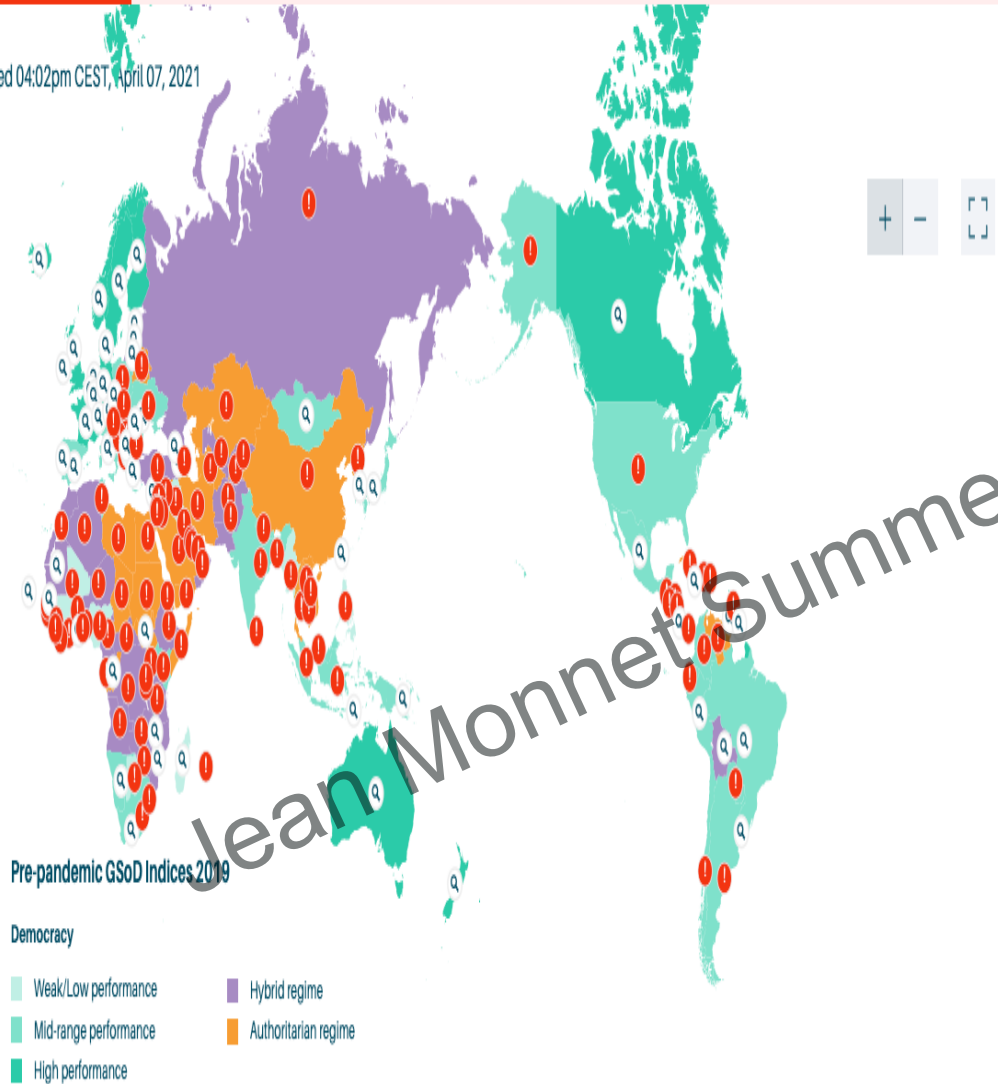 ed 04:02pm CEST, April 07, 2021
+ −
Jean Monnet Summe
Pre-pandemic GSoD Indices 2019
Democracy
Weak/Low performance
Mid-range performance
High performance
Hybrid regime
Authoritarian regime